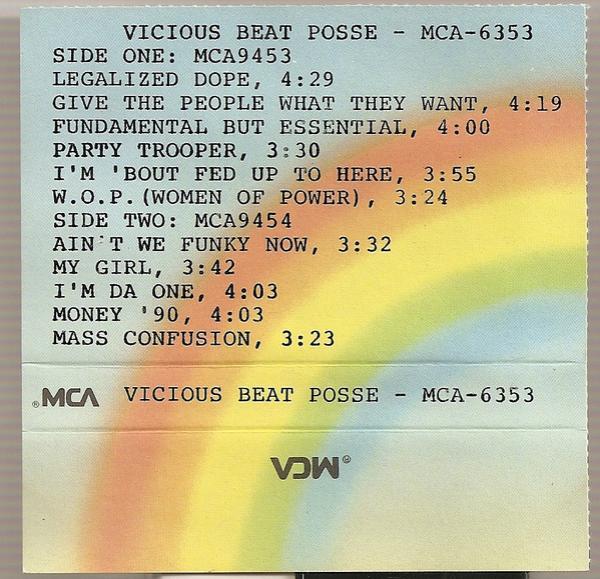 VICIOUS BEAT POSSE - MCA-6353
SIDE ONE: MCA9453
LEGALIZED DOPE, 4:29
GIVE THE PEOPLE WHAT THEY WANT, 4:19
FUNDAMENTAL BUT ESSENTIAL, 4:00
PARTY TROOPER, 3:30
I'M 'BOUT FED UP TO HERE, 3:55
W.O.P.(WOMEN OF POWER), 3:24
SIDE TWO: MCA9454
AIN'T WE FUNKY NOW, 3:32
MY GIRL, 3:42
I'M DA ONE, 4:03
MONEY '90, 4:03
MASS CONFUSION, 3:23
®MCA VICIOUS BEAT POSSE - MCA-6353
MCA®